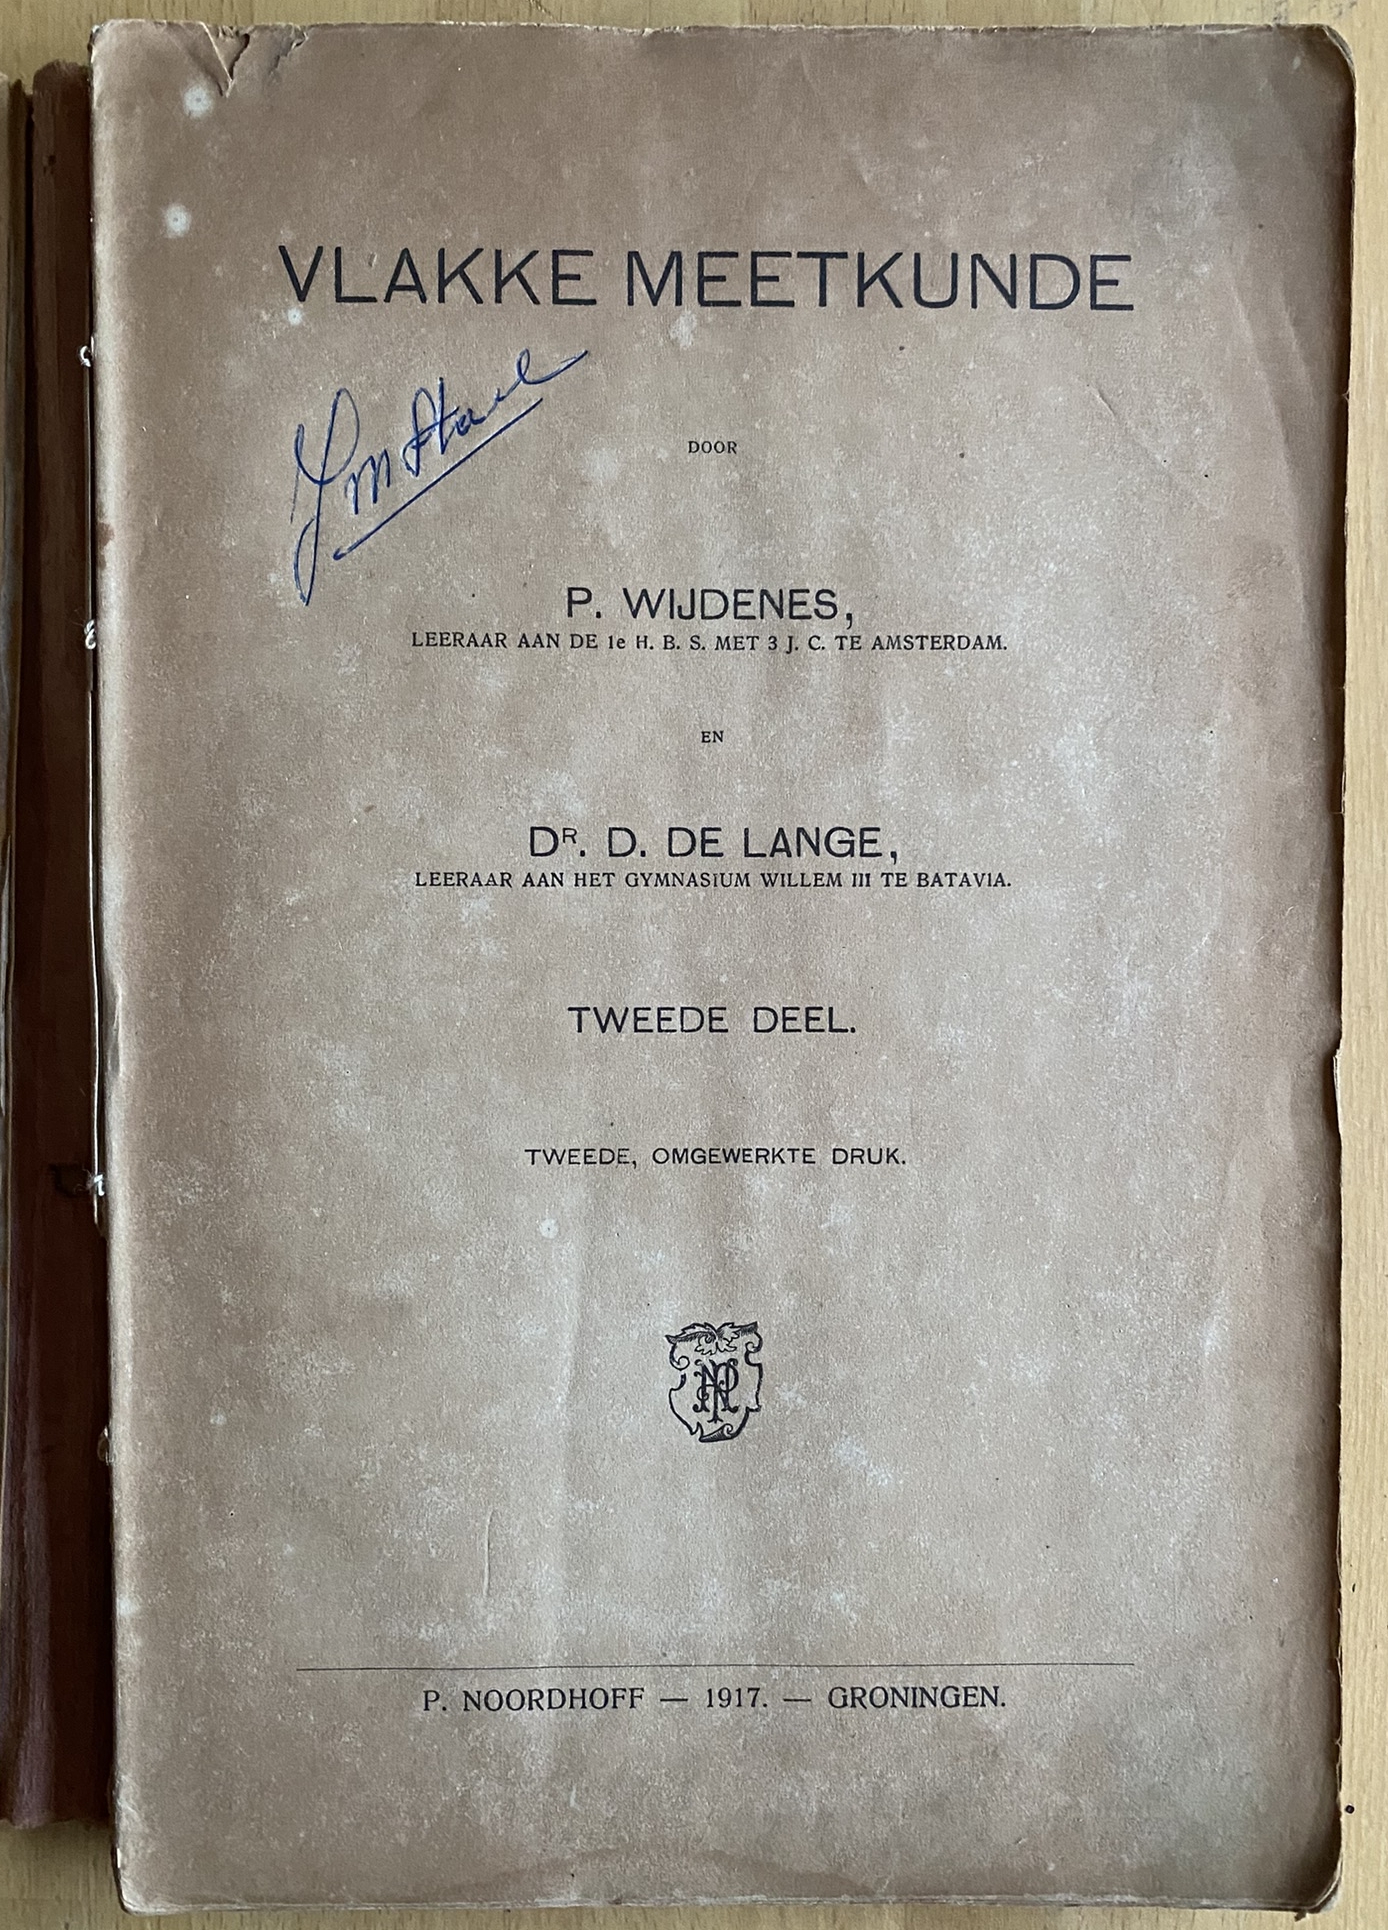 VLAKKE MEETKUNDE
DOOR
P. WIJDENES,
LEERAAR AAN DE 1e H. B. S. MET 3 J. C. TE AMSTERDAM.
EN
DR. D. DE LANGE,
LEERAAR AAN HET GYMNASIUM WILLEM III TE BATAVIA.
TWEEDE DEEL.
TWEEDE, OMGEWERKTE DRUK.
P. NOORDHOFF — 1917. — GRONINGEN.